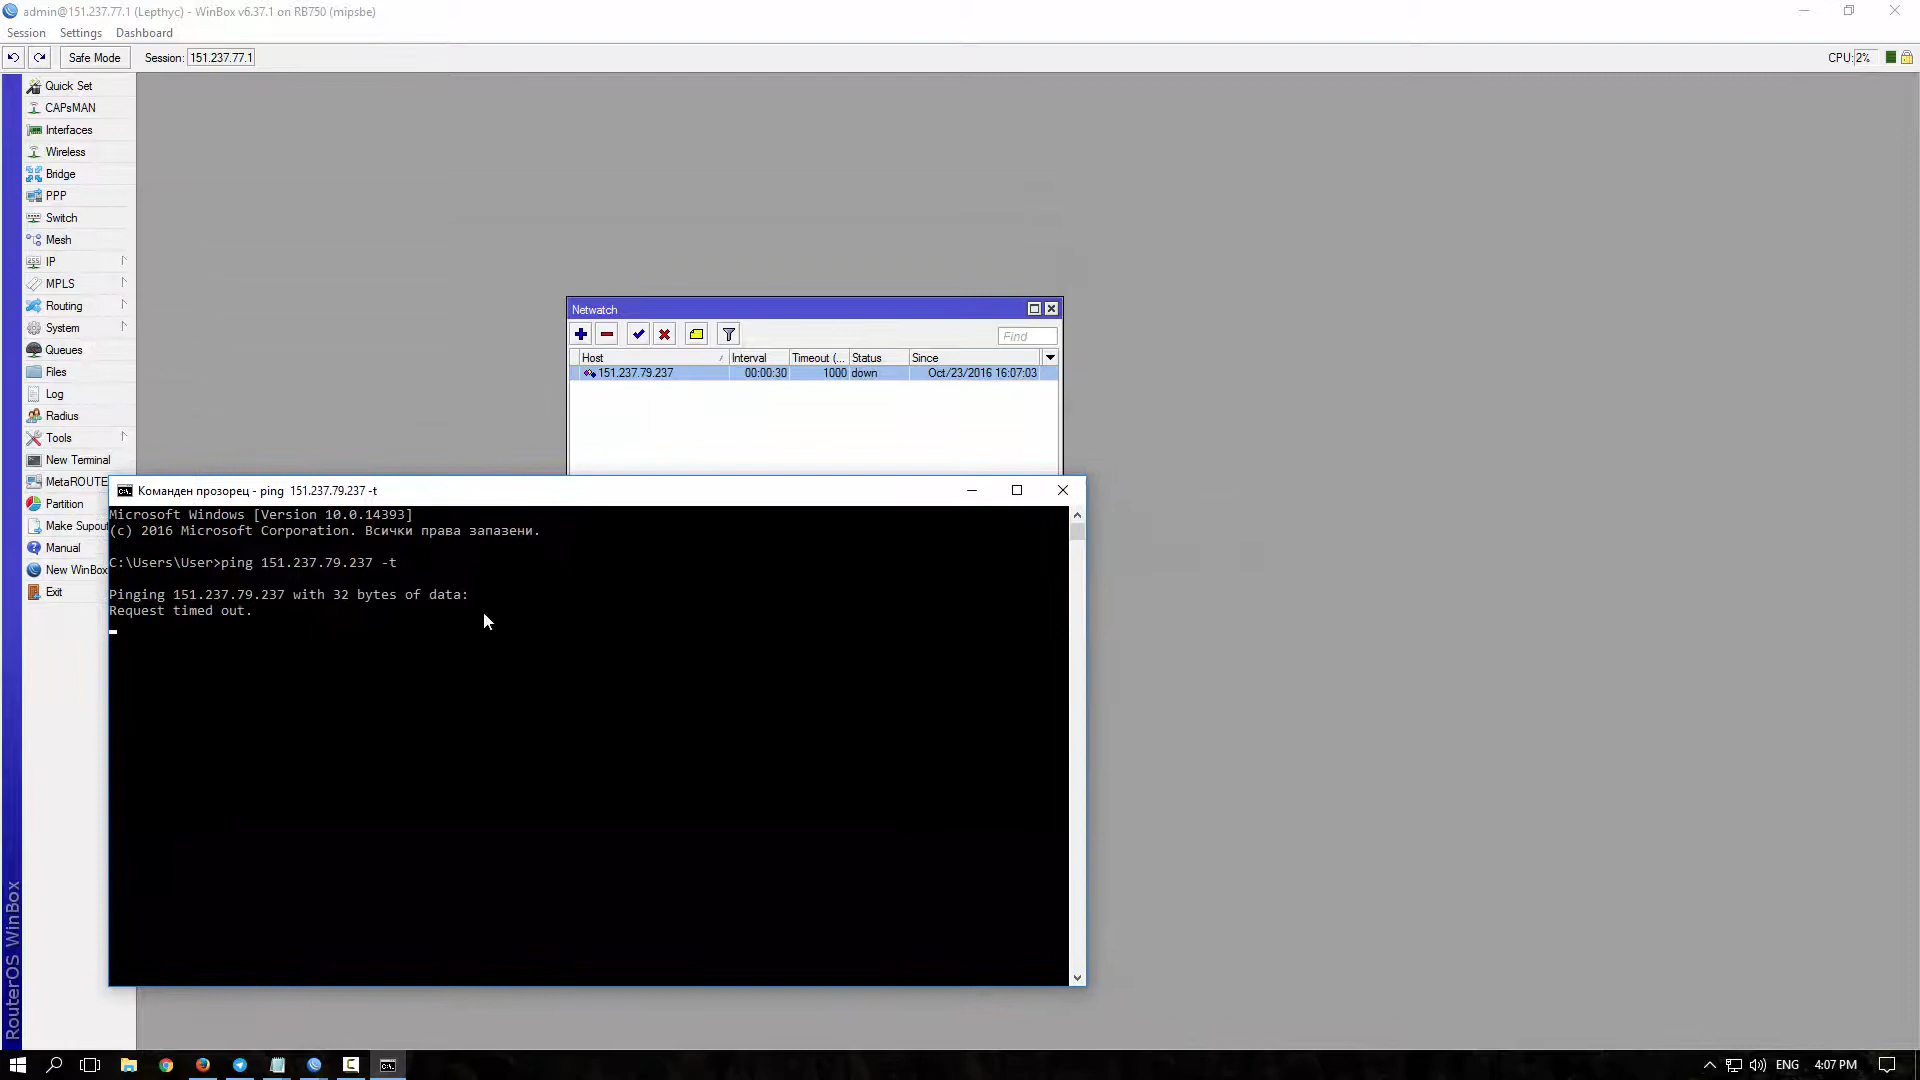 admin@151.237.77.1 (Lepthyc) - WinBox v6.37.1 on RB750 (mipsbe)
Session Settings Dashboard
Safe Mode Session: 151.237.77.1 CPU: 2%
Quick Set
CAPsMAN
Interfaces
Wireless
Bridge
PPP
Switch
Mesh
IP
MPLS
Routing
System
Queues
Files
Log
Radius
Tools
New Terminal
MetaROUTE
Partition
Make Supou
Manual
New WinBox
Exit
RouterOS WinBox
Netwatch
Find
Host Interval Timeout (... Status Since
151.237.79.237 00:00:30 1000 down Oct/23/2016 16:07:03
Команден прозорец - ping 151.237.79.237 -t
Microsoft Windows [Version 10.0.14393]
(c) 2016 Microsoft Corporation. Всички права запазени.
C:\Users\User>ping 151.237.79.237 -t
Pinging 151.237.79.237 with 32 bytes of data:
Request timed out.
ENG 4:07 PM